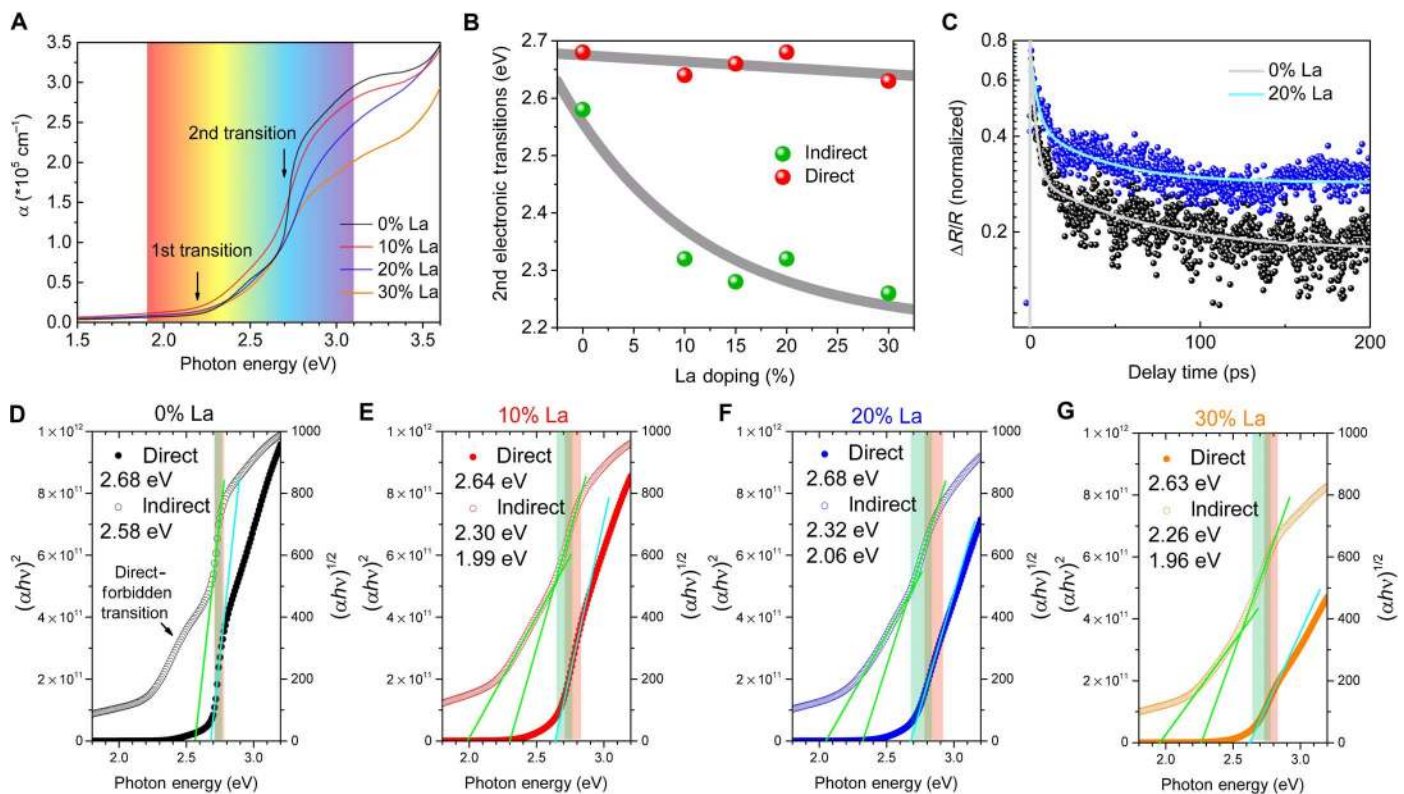 A
3.5
3.0
2.5
2.0
1.5
1.0
0.5
0.0
α (*10⁵ cm⁻¹)
2nd transition
1st transition
0% La
10% La
20% La
30% La
1.5 2.0 2.5 3.0 3.5
Photon energy (eV)
B
2.7
2.6
2.5
2.4
2.3
2.2
2nd electronic transitions (eV)
Indirect
Direct
0 5 10 15 20 25 30
La doping (%)
C
0.8
0.6
0.4
0.2
ΔR/R (normalized)
0% La
20% La
0 100 200
Delay time (ps)
D
0% La
1 × 10¹²
8 × 10¹¹
6 × 10¹¹
4 × 10¹¹
2 × 10¹¹
0
(αhν)²
Direct
2.68 eV
Indirect
2.58 eV
Direct–
forbidden
transition
1000
800
600
400
200
0
(αhν)¹ᐟ²
2.0 2.5 3.0
Photon energy (eV)
E
10% La
1 × 10¹²
8 × 10¹¹
6 × 10¹¹
4 × 10¹¹
2 × 10¹¹
0
(αhν)²
Direct
2.64 eV
Indirect
2.30 eV
1.99 eV
1000
800
600
400
200
0
(αhν)¹ᐟ²
2.0 2.5 3.0
Photon energy (eV)
F
20% La
1 × 10¹²
8 × 10¹¹
6 × 10¹¹
4 × 10¹¹
2 × 10¹¹
0
(αhν)²
Direct
2.68 eV
Indirect
2.32 eV
2.06 eV
1000
800
600
400
200
0
(αhν)¹ᐟ²
2.0 2.5 3.0
Photon energy (eV)
G
30% La
1 × 10¹²
8 × 10¹¹
6 × 10¹¹
4 × 10¹¹
2 × 10¹¹
0
(αhν)²
Direct
2.63 eV
Indirect
2.26 eV
1.96 eV
1000
800
600
400
200
0
(αhν)¹ᐟ²
2.0 2.5 3.0
Photon energy (eV)